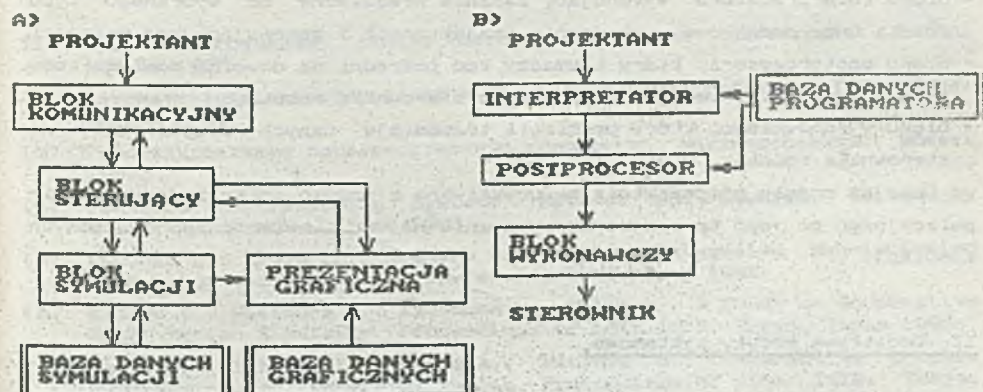 A>
PROJEKTANT
BLOK
KOMUNIKACYJNY
BLOK
STERUJĄCY
BLOK
SYMULACJI
PREZENTACJA
GRAFICZNA
BAZA DANYCH
SYMULACJI
BAZA DANYCH
GRAFICZNYCH
B>
PROJEKTANT
INTERPRETATOR
BAZA DANYCH
PROGRAMATORA
POSTPROCESOR
BLOK
WYKONAWCZY
STEROWNIK